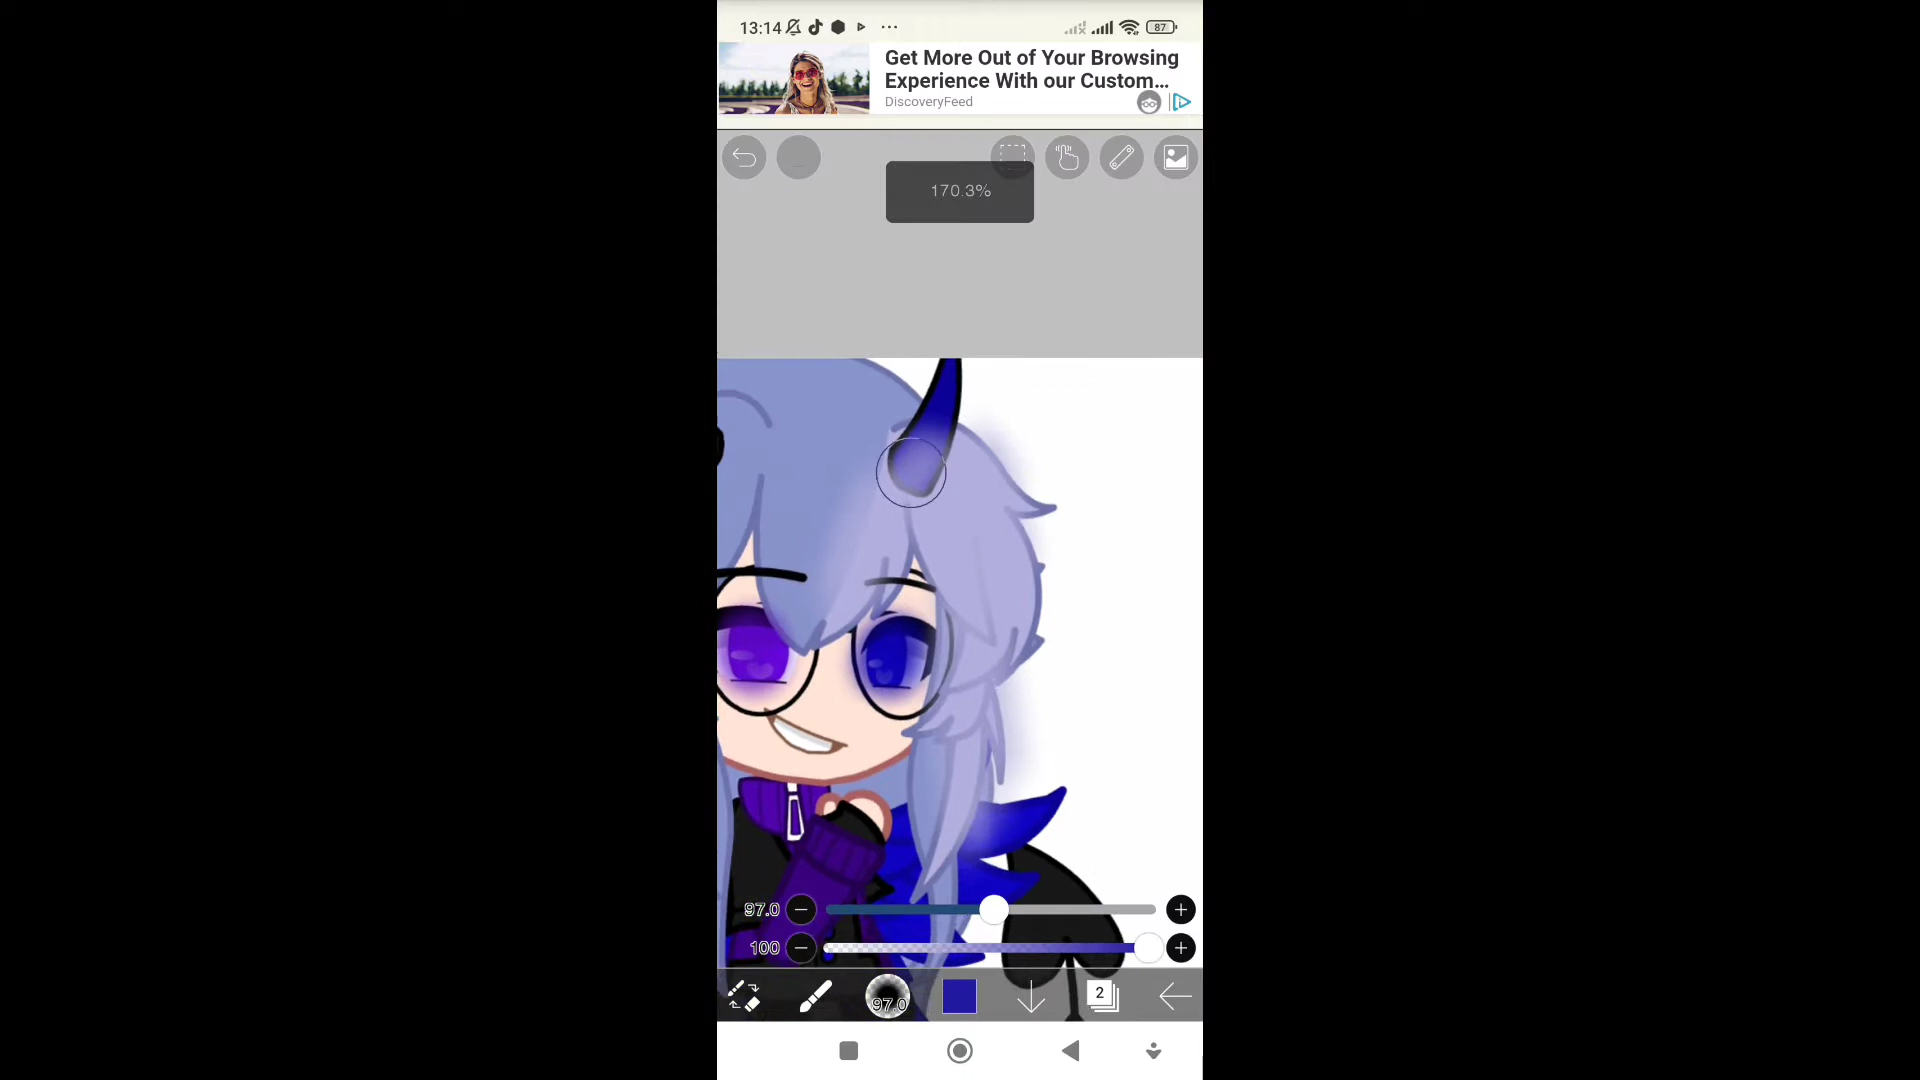 13:14
87
Get More Out of Your Browsing
Experience With our Custom...
DiscoveryFeed
170.3%
97.0
100
97.0
2